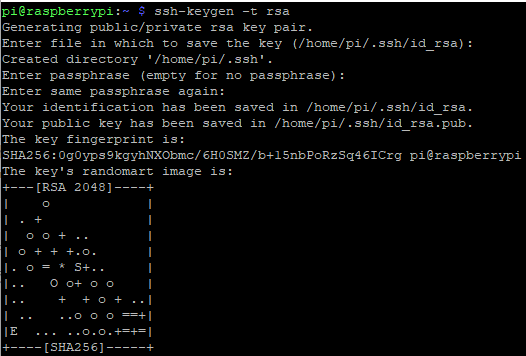 pi@raspberrypi:~ $ ssh-keygen -t rsa
Generating public/private rsa key pair.
Enter file in which to save the key (/home/pi/.ssh/id_rsa):
Created directory '/home/pi/.ssh'.
Enter passphrase (empty for no passphrase):
Enter same passphrase again:
Your identification has been saved in /home/pi/.ssh/id_rsa.
Your public key has been saved in /home/pi/.ssh/id_rsa.pub.
The key fingerprint is:
SHA256:0g0yps9kgyhNXObmc/6H0SMZ/b+15nbPoRzSq46ICrg pi@raspberrypi
The key's randomart image is:
+---[RSA 2048]----+
|    o            |
| . +             |
|  o o + ..       |
| o + + +.o.      |
|. o = * S+..     |
|..   O o+ o o    |
|..    +  + o + ..|
| ..   ..o o o ==+|
|E  ... ..o.o.+=+=|
+----[SHA256]-----+